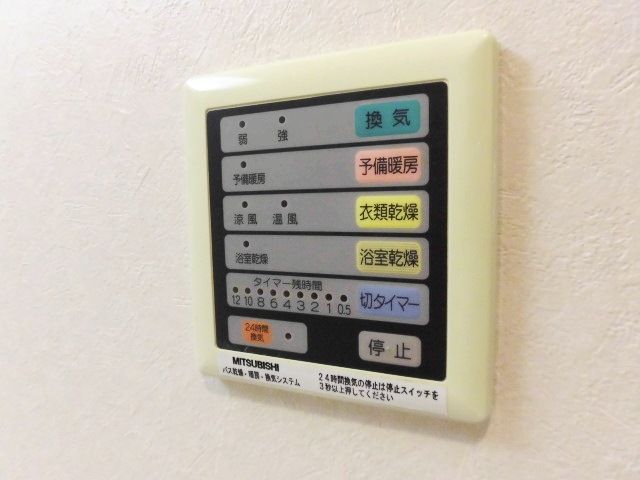 弱 強 換気
予備暖房 予備暖房
涼風 温風 衣類乾燥
浴室乾燥 浴室乾燥
タイマー残時間
12 10 8 6 4 3 2 1 0.5 切タイマー
24時間
換気
停止
MITSUBISHI
バス乾燥・暖房・換気システム
24時間換気の停止は停止スイッチを
3秒以上押してください